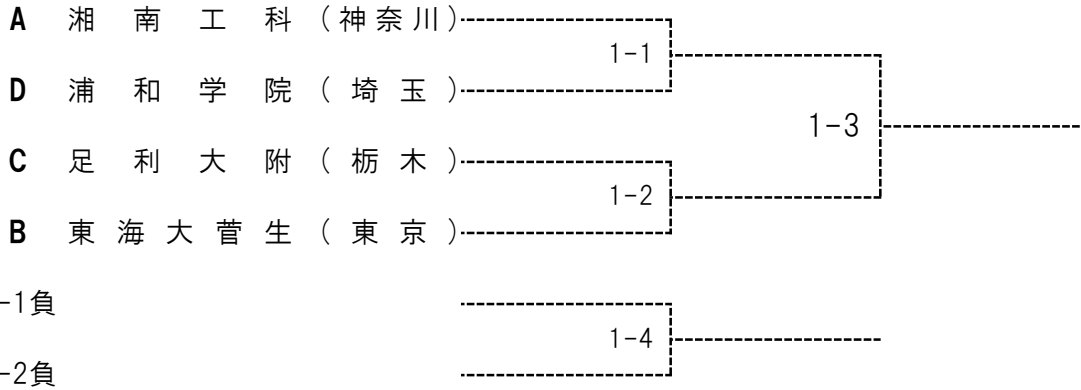 A 湘南工科（神奈川）
1-1
D 浦和学院（埼玉）
1-3
C 足利大附（栃木）
1-2
B 東海大菅生（東京）
-1負
1-4
-2負